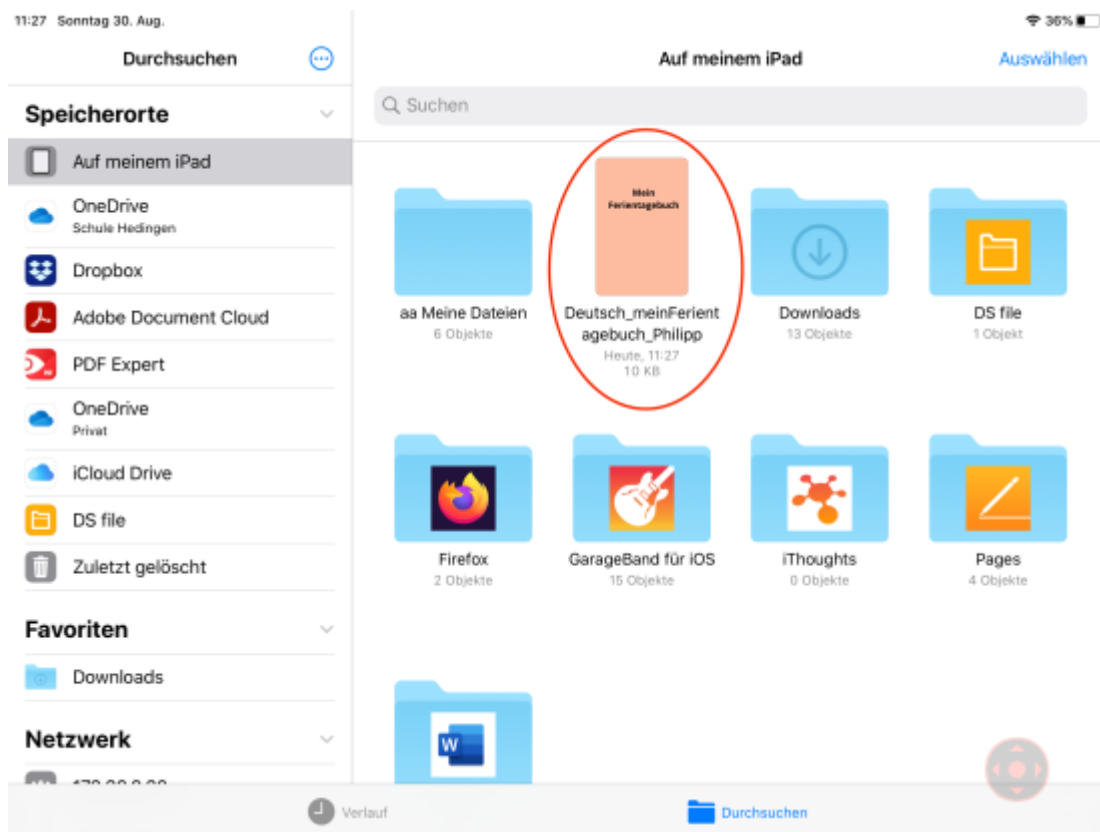 11:27 Sonntag 30. Aug.
36%
Durchsuchen
Speicherorte
Auf meinem iPad
OneDrive
Schule Hedingen
Dropbox
Adobe Document Cloud
PDF Expert
OneDrive
Privat
iCloud Drive
DS file
Zuletzt gelöscht
Favoriten
Downloads
Netzwerk
Auf meinem iPad
Auswählen
Suchen
Mein
Ferientagebuch
aa Meine Dateien
6 Objekte
Deutsch_meinFerient
agebuch_Philipp
Heute, 11:27
10 KB
Downloads
13 Objekte
DS file
1 Objekt
Firefox
2 Objekte
GarageBand für iOS
15 Objekte
iThoughts
0 Objekte
Pages
4 Objekte
W
Verlauf
Durchsuchen